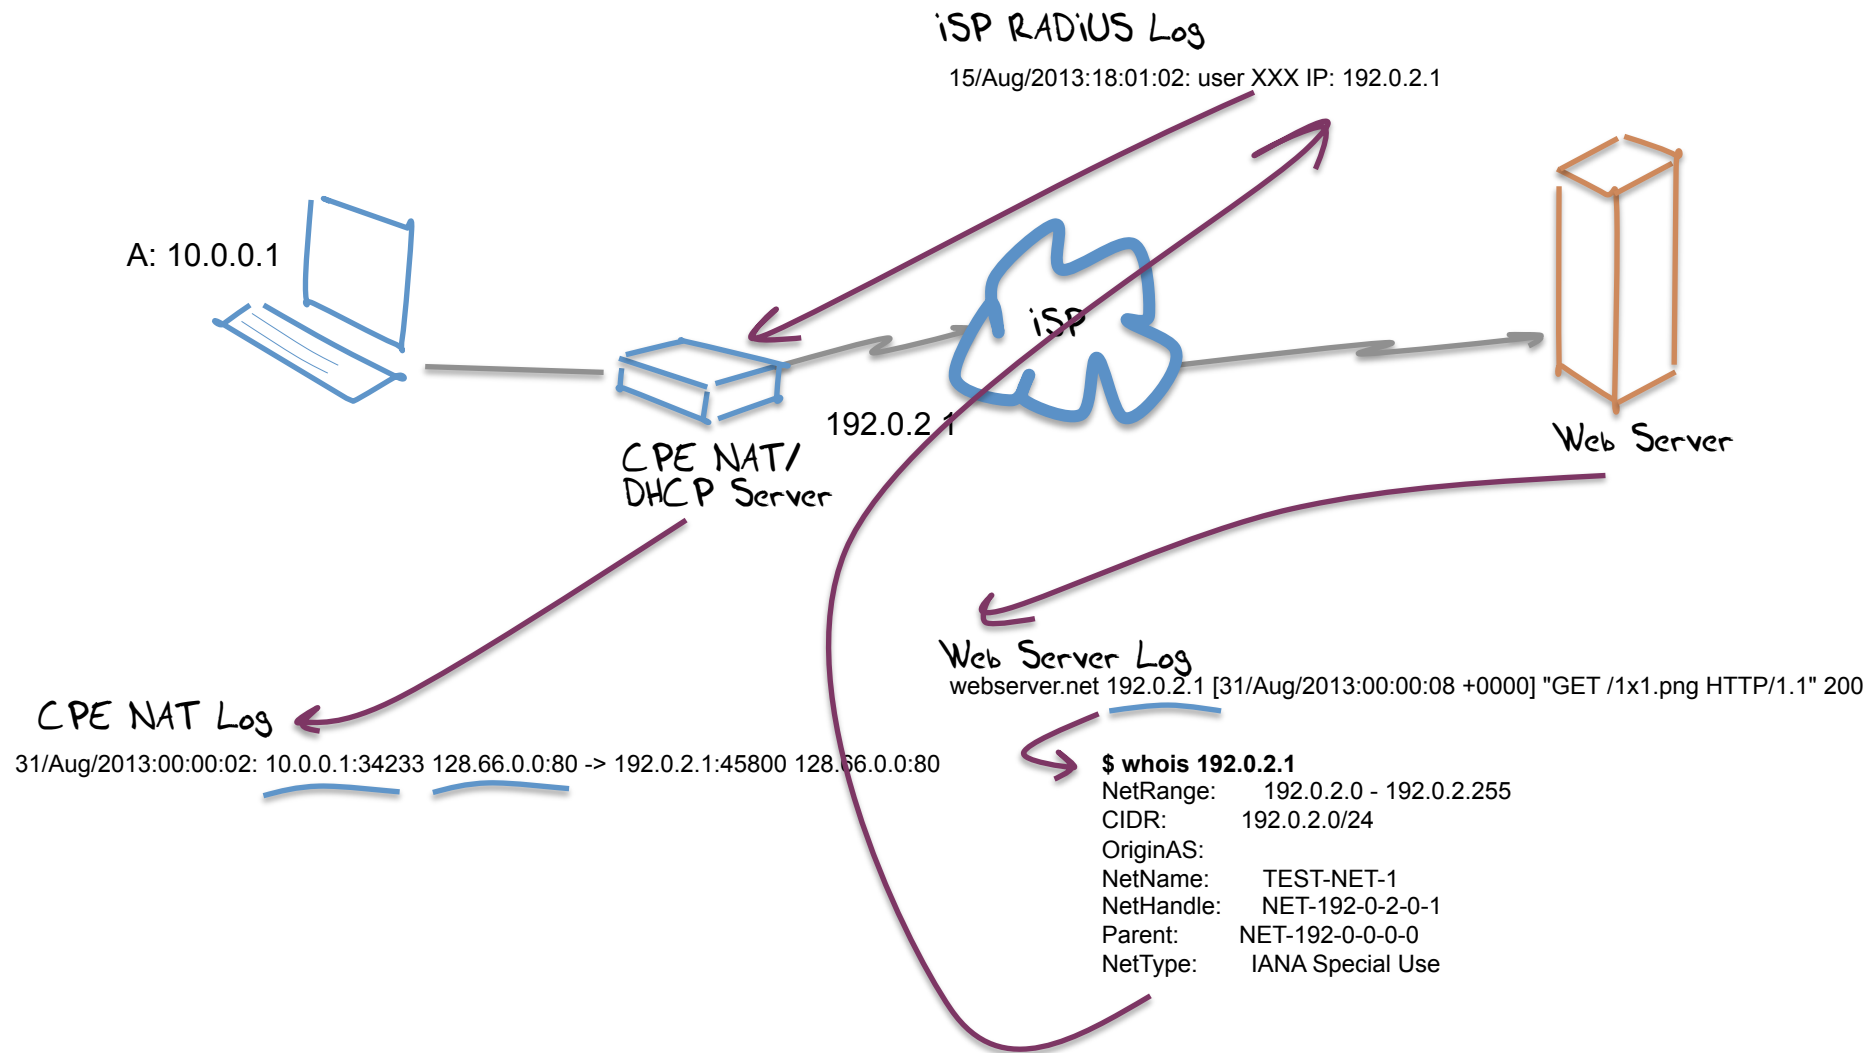 iSP RADiUS Log
15/Aug/2013:18:01:02: user XXX IP: 192.0.2.1
A: 10.0.0.1
iSP
192.0.2.1
CPE NAT/
DHCP Server
Web Server
Web Server Log
webserver.net 192.0.2.1 [31/Aug/2013:00:00:08 +0000] "GET /1x1.png HTTP/1.1" 200
CPE NAT Log
31/Aug/2013:00:00:02: 10.0.0.1:34233 128.66.0.0:80 -> 192.0.2.1:45800 128.66.0.0:80
$ whois 192.0.2.1
NetRange: 192.0.2.0 - 192.0.2.255
CIDR: 192.0.2.0/24
OriginAS:
NetName: TEST-NET-1
NetHandle: NET-192-0-2-0-1
Parent: NET-192-0-0-0-0
NetType: IANA Special Use